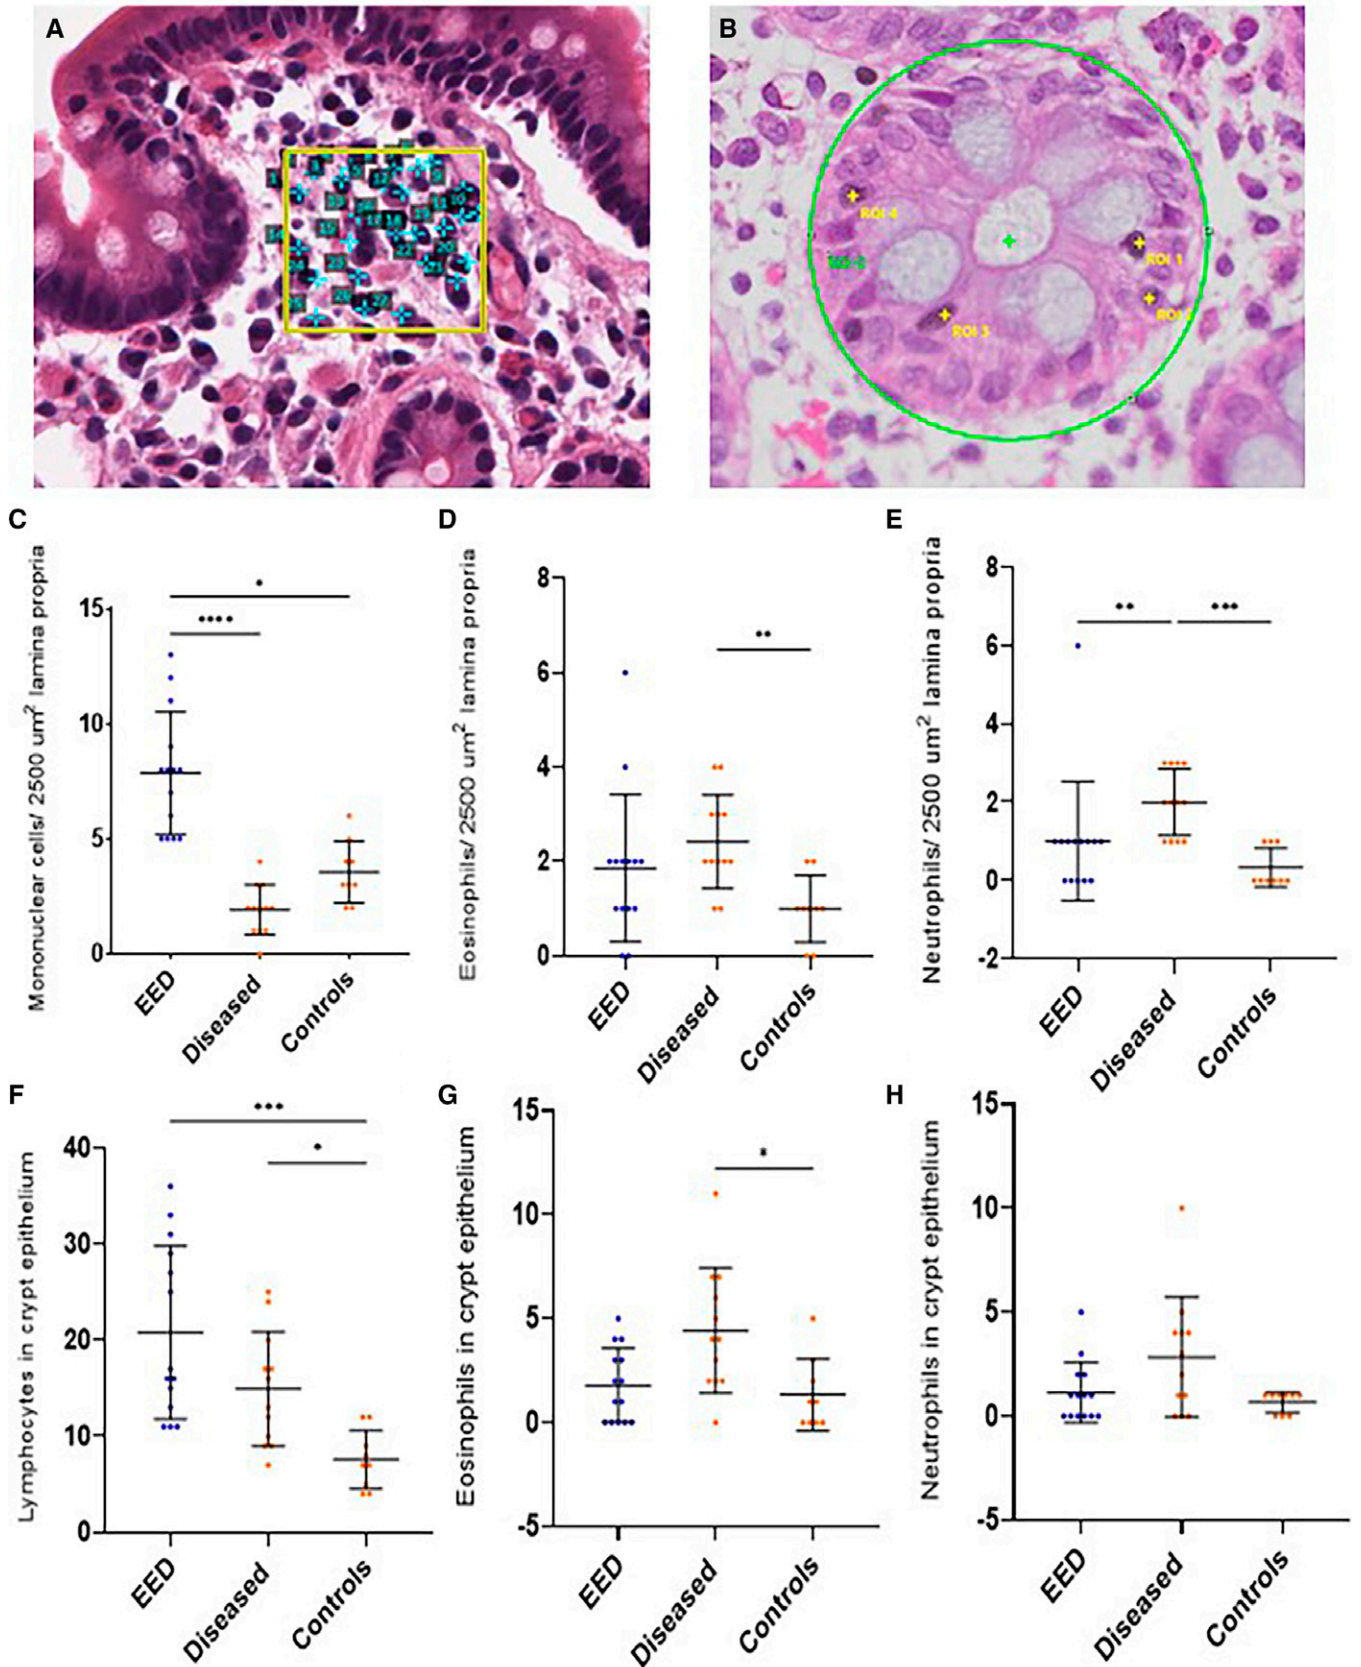 A
B
ROI 4
ROI 1
ROI 3
C
D
E
Mononuclear cells/ 2500 um² lamina propria
15
10
5
0
*
****
EED
Diseased
Controls
Eosinophils/ 2500 um² lamina propria
8
6
4
2
0
**
EED
Diseased
Controls
Neutrophils/ 2500 um² lamina propria
8
6
4
2
0
-2
**
***
EED
Diseased
Controls
F
G
H
Lymphocytes in crypt epithelium
40
30
20
10
0
***
*
EED
Diseased
Controls
Eosinophils in crypt epithelium
15
10
5
0
-5
*
EED
Diseased
Controls
Neutrophils in crypt epithelium
15
10
5
0
-5
EED
Diseased
Controls